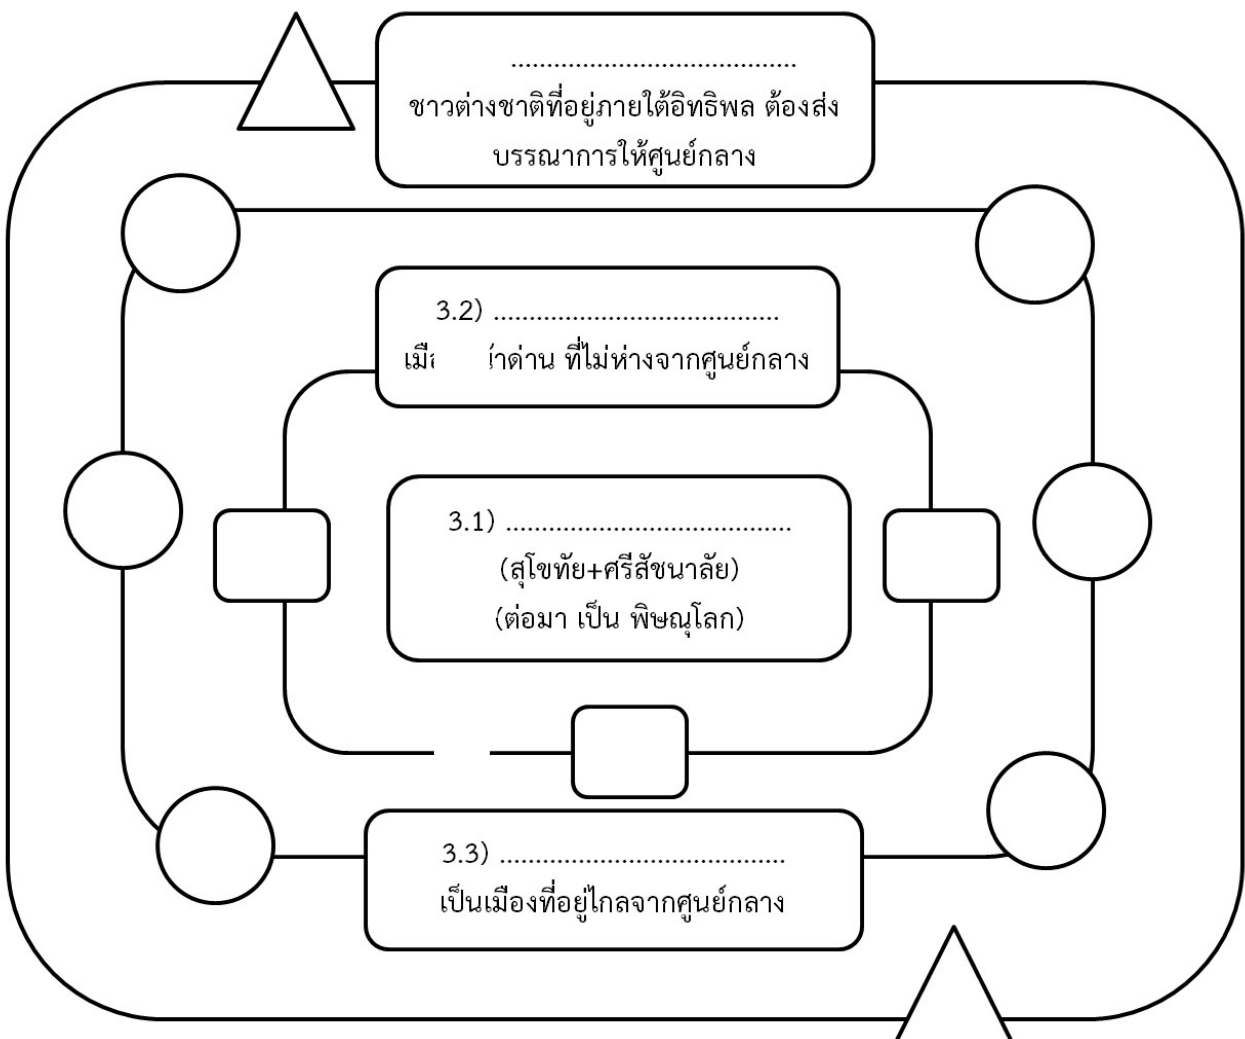 ....................................
ชาวต่างชาติที่อยู่ภายใต้อิทธิพล ต้องส่ง
บรรณาการให้ศูนย์กลาง
3.2) ....................................
ที่ไม่ห่างจากศูนย์กลาง
3.1) ....................................
(สุโขทัย+ศรีสัชนาลัย)
(ต่อมา เป็น พิษณุโลก)
3.3) ....................................
เป็นเมืองที่อยู่ไกลจากศูนย์กลาง